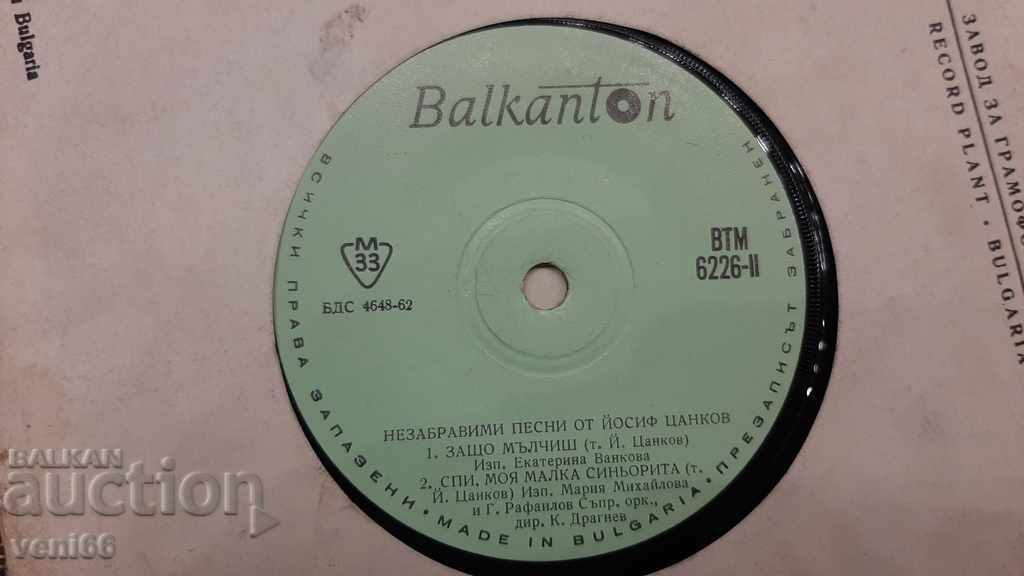 Bulgaria
ЗАВОД ЗА ГРАМОФО
RECORD PLANT • BULGARIA
Balkanton
М
33
БДС 4648-62
ВТМ
6226-II
НЕЗАБРАВИМИ ПЕСНИ ОТ ЙОСИФ ЦАНКОВ
1. ЗАЩО МЪЛЧИШ (т. Й. Цанков)
Изп. Екатерина Ванкова
2. СПИ, МОЯ МАЛКА СИНЬОРИТА (т.
Й. Цанков) Изп. Мария Михайлова
и Г. Рафаилов Съпр. орк.,
дир. К. Драгнев
ВСИЧКИ ПРАВА ЗАПАЗЕНИ • MADE IN BULGARIA • ПРЕЗАПИСЪТ ЗАБРАНЕН
BALKAN
auction
veni66